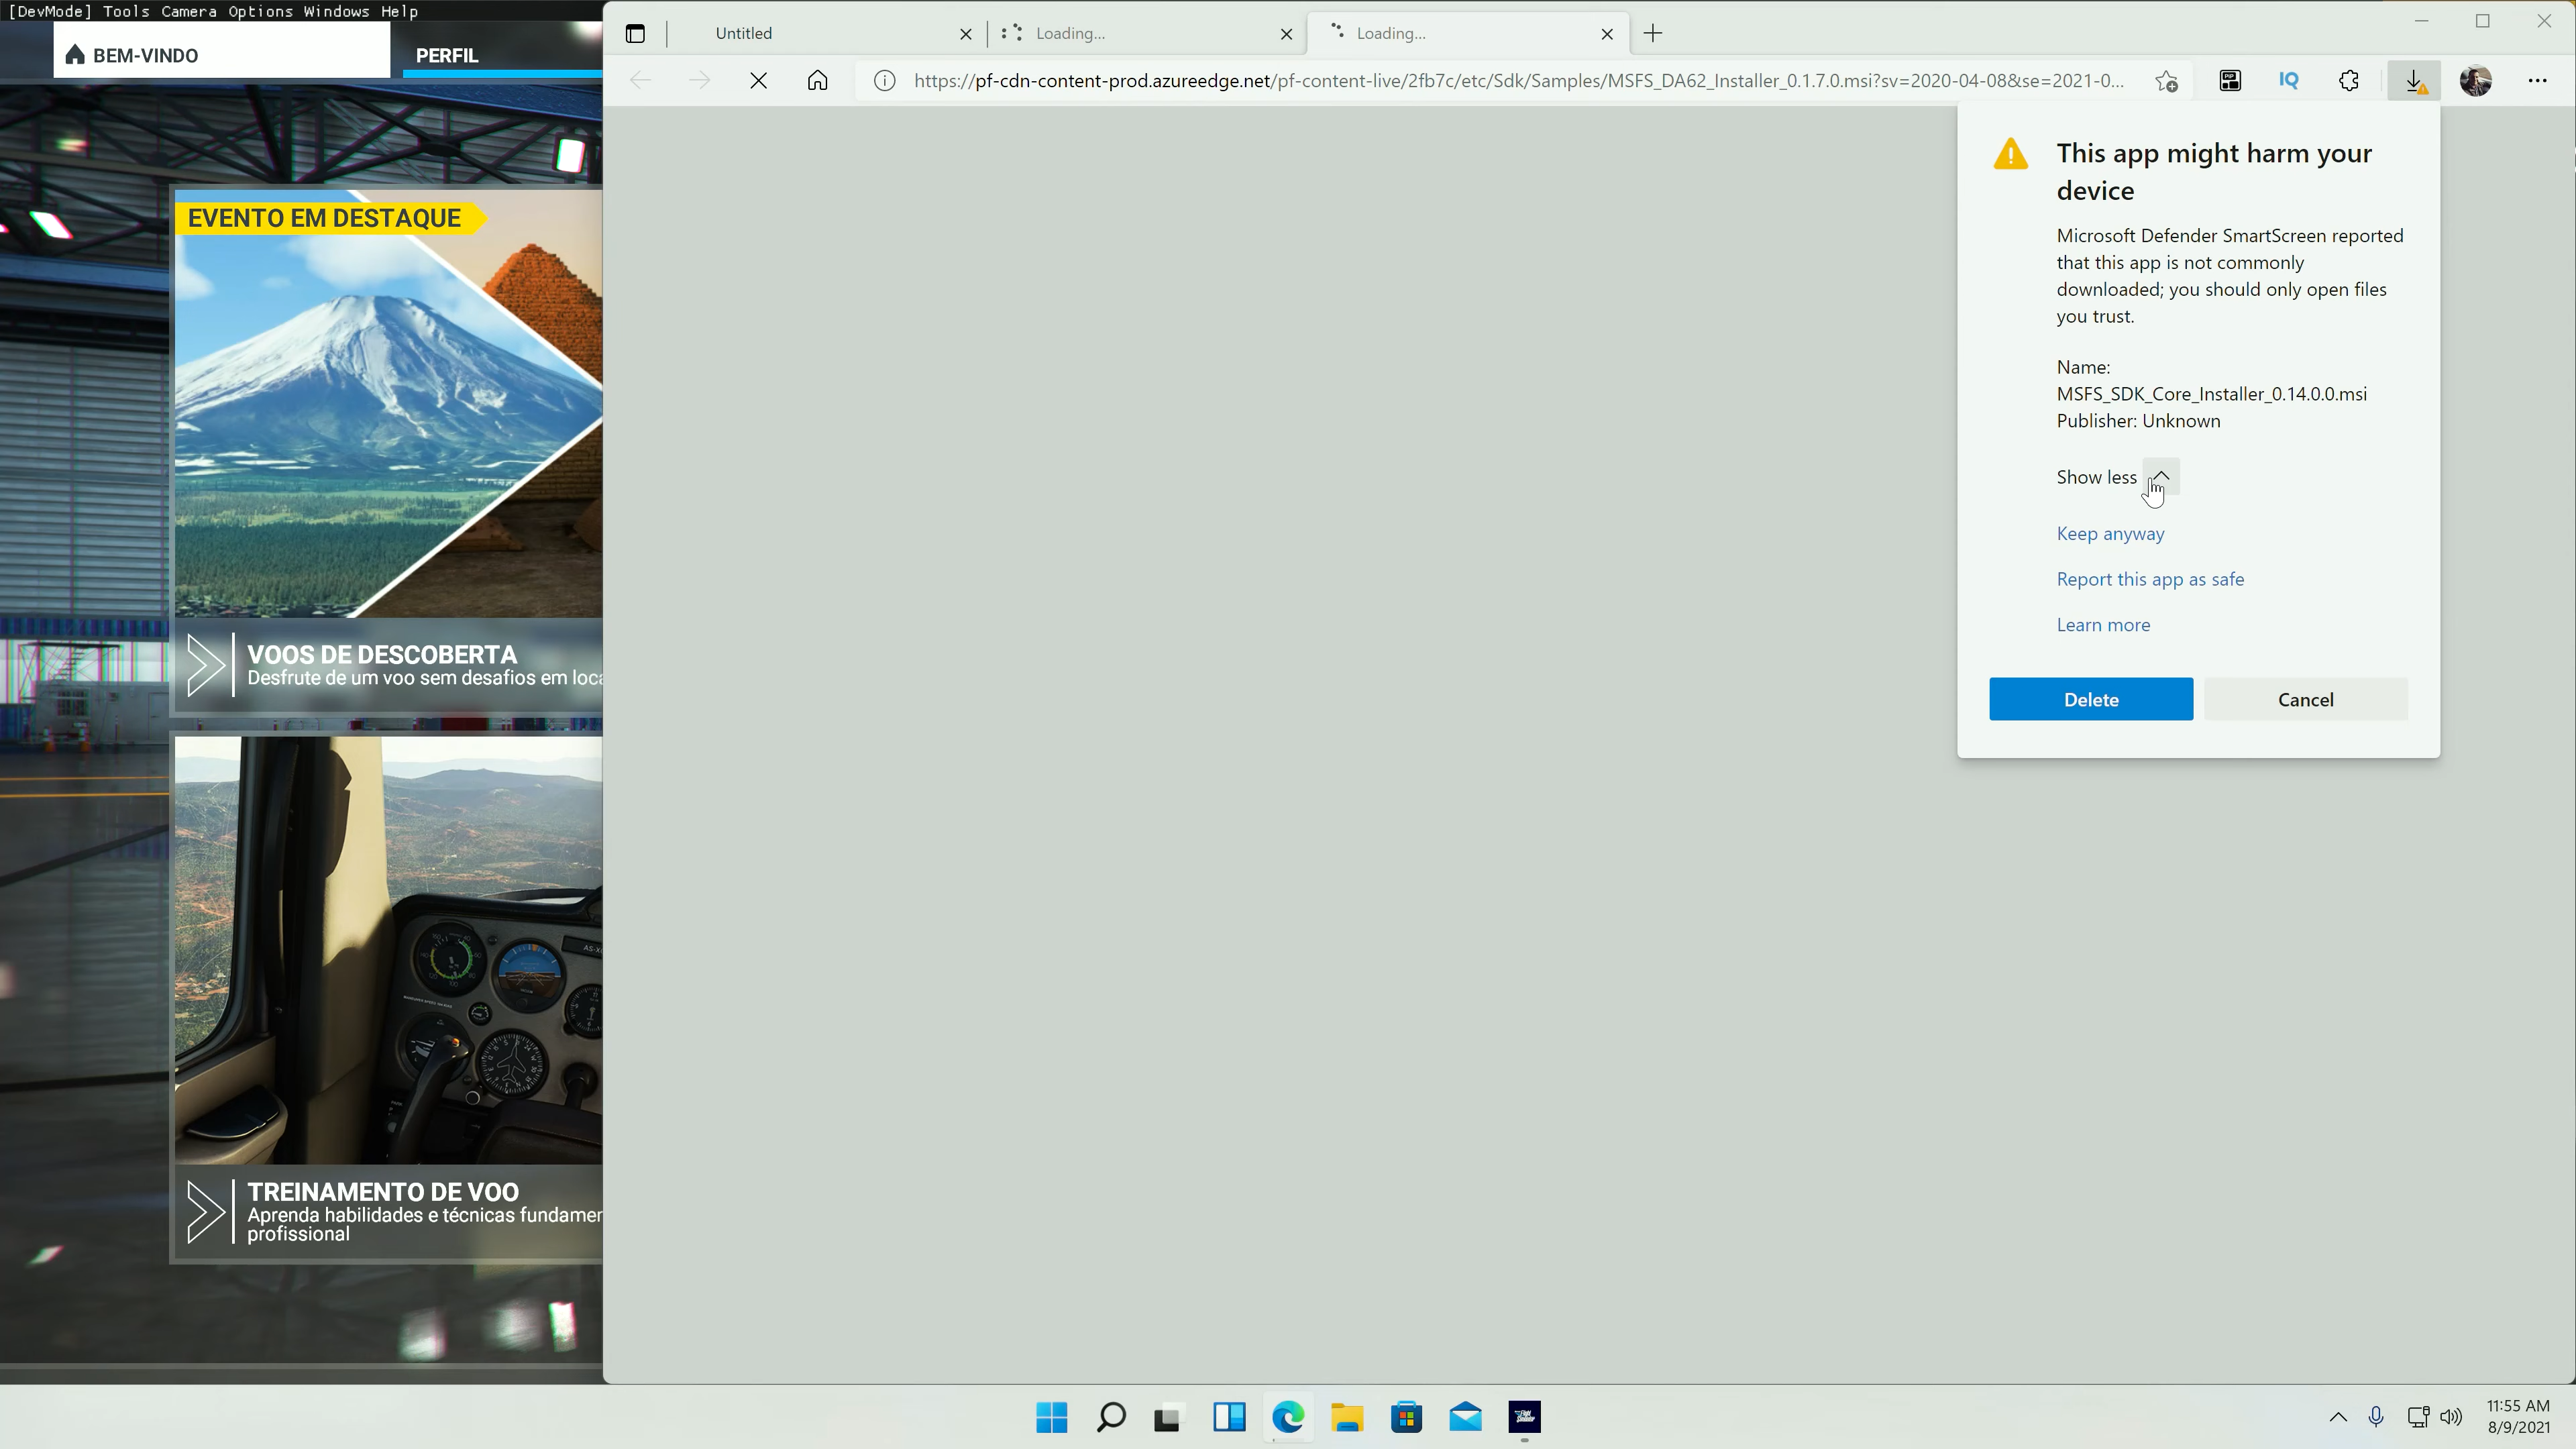 [DevMode] Tools Camera Options Windows Help
BEM-VINDO
PERFIL
EVENTO EM DESTAQUE
VOOS DE DESCOBERTA
Desfrute de um voo sem desafios em loca
TREINAMENTO DE VOO
Aprenda habilidades e técnicas fundamen
profissional
Untitled
Loading...
Loading...
https://pf-cdn-content-prod.azureedge.net/pf-content-live/2fb7c/etc/Sdk/Samples/MSFS_DA62_Installer_0.1.7.0.msi?sv=2020-04-08&se=2021-0...
IQ
This app might harm your
device
Microsoft Defender SmartScreen reported
that this app is not commonly
downloaded; you should only open files
you trust.
Name:
MSFS_SDK_Core_Installer_0.14.0.0.msi
Publisher: Unknown
Show less
Keep anyway
Report this app as safe
Learn more
Delete
Cancel
11:55 AM
8/9/2021